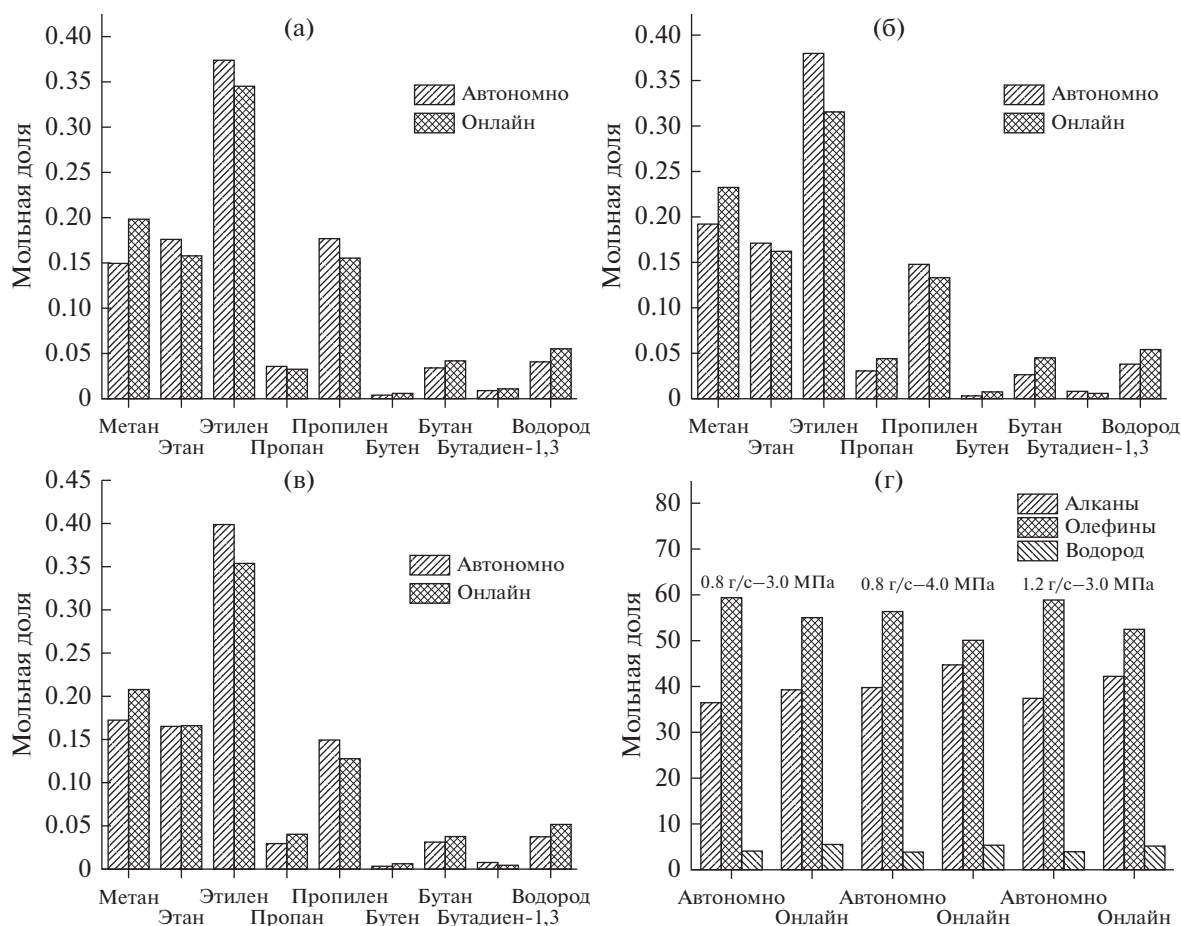 (а)
Мольная доля
0.40
0.35
0.30
0.25
0.20
0.15
0.10
0.05
0
Автономно
Онлайн
Метан Этилен Пропилен Бутан Водород
Этан Пропан Бутен Бутадиен-1,3
(б)
Мольная доля
0.40
0.35
0.30
0.25
0.20
0.15
0.10
0.05
0
Автономно
Онлайн
Метан Этилен Пропилен Бутан Водород
Этан Пропан Бутен Бутадиен-1,3
(в)
Мольная доля
0.45
0.40
0.35
0.30
0.25
0.20
0.15
0.10
0.05
0
Автономно
Онлайн
Метан Этилен Пропилен Бутан Водород
Этан Пропан Бутен Бутадиен-1,3
(г)
Мольная доля
80
70
60
50
40
30
20
10
0
Алканы
Олефины
Водород
0.8 г/с–3.0 МПа 0.8 г/с–4.0 МПа 1.2 г/с–3.0 МПа
Автономно Автономно Автономно
Онлайн Онлайн Онлайн